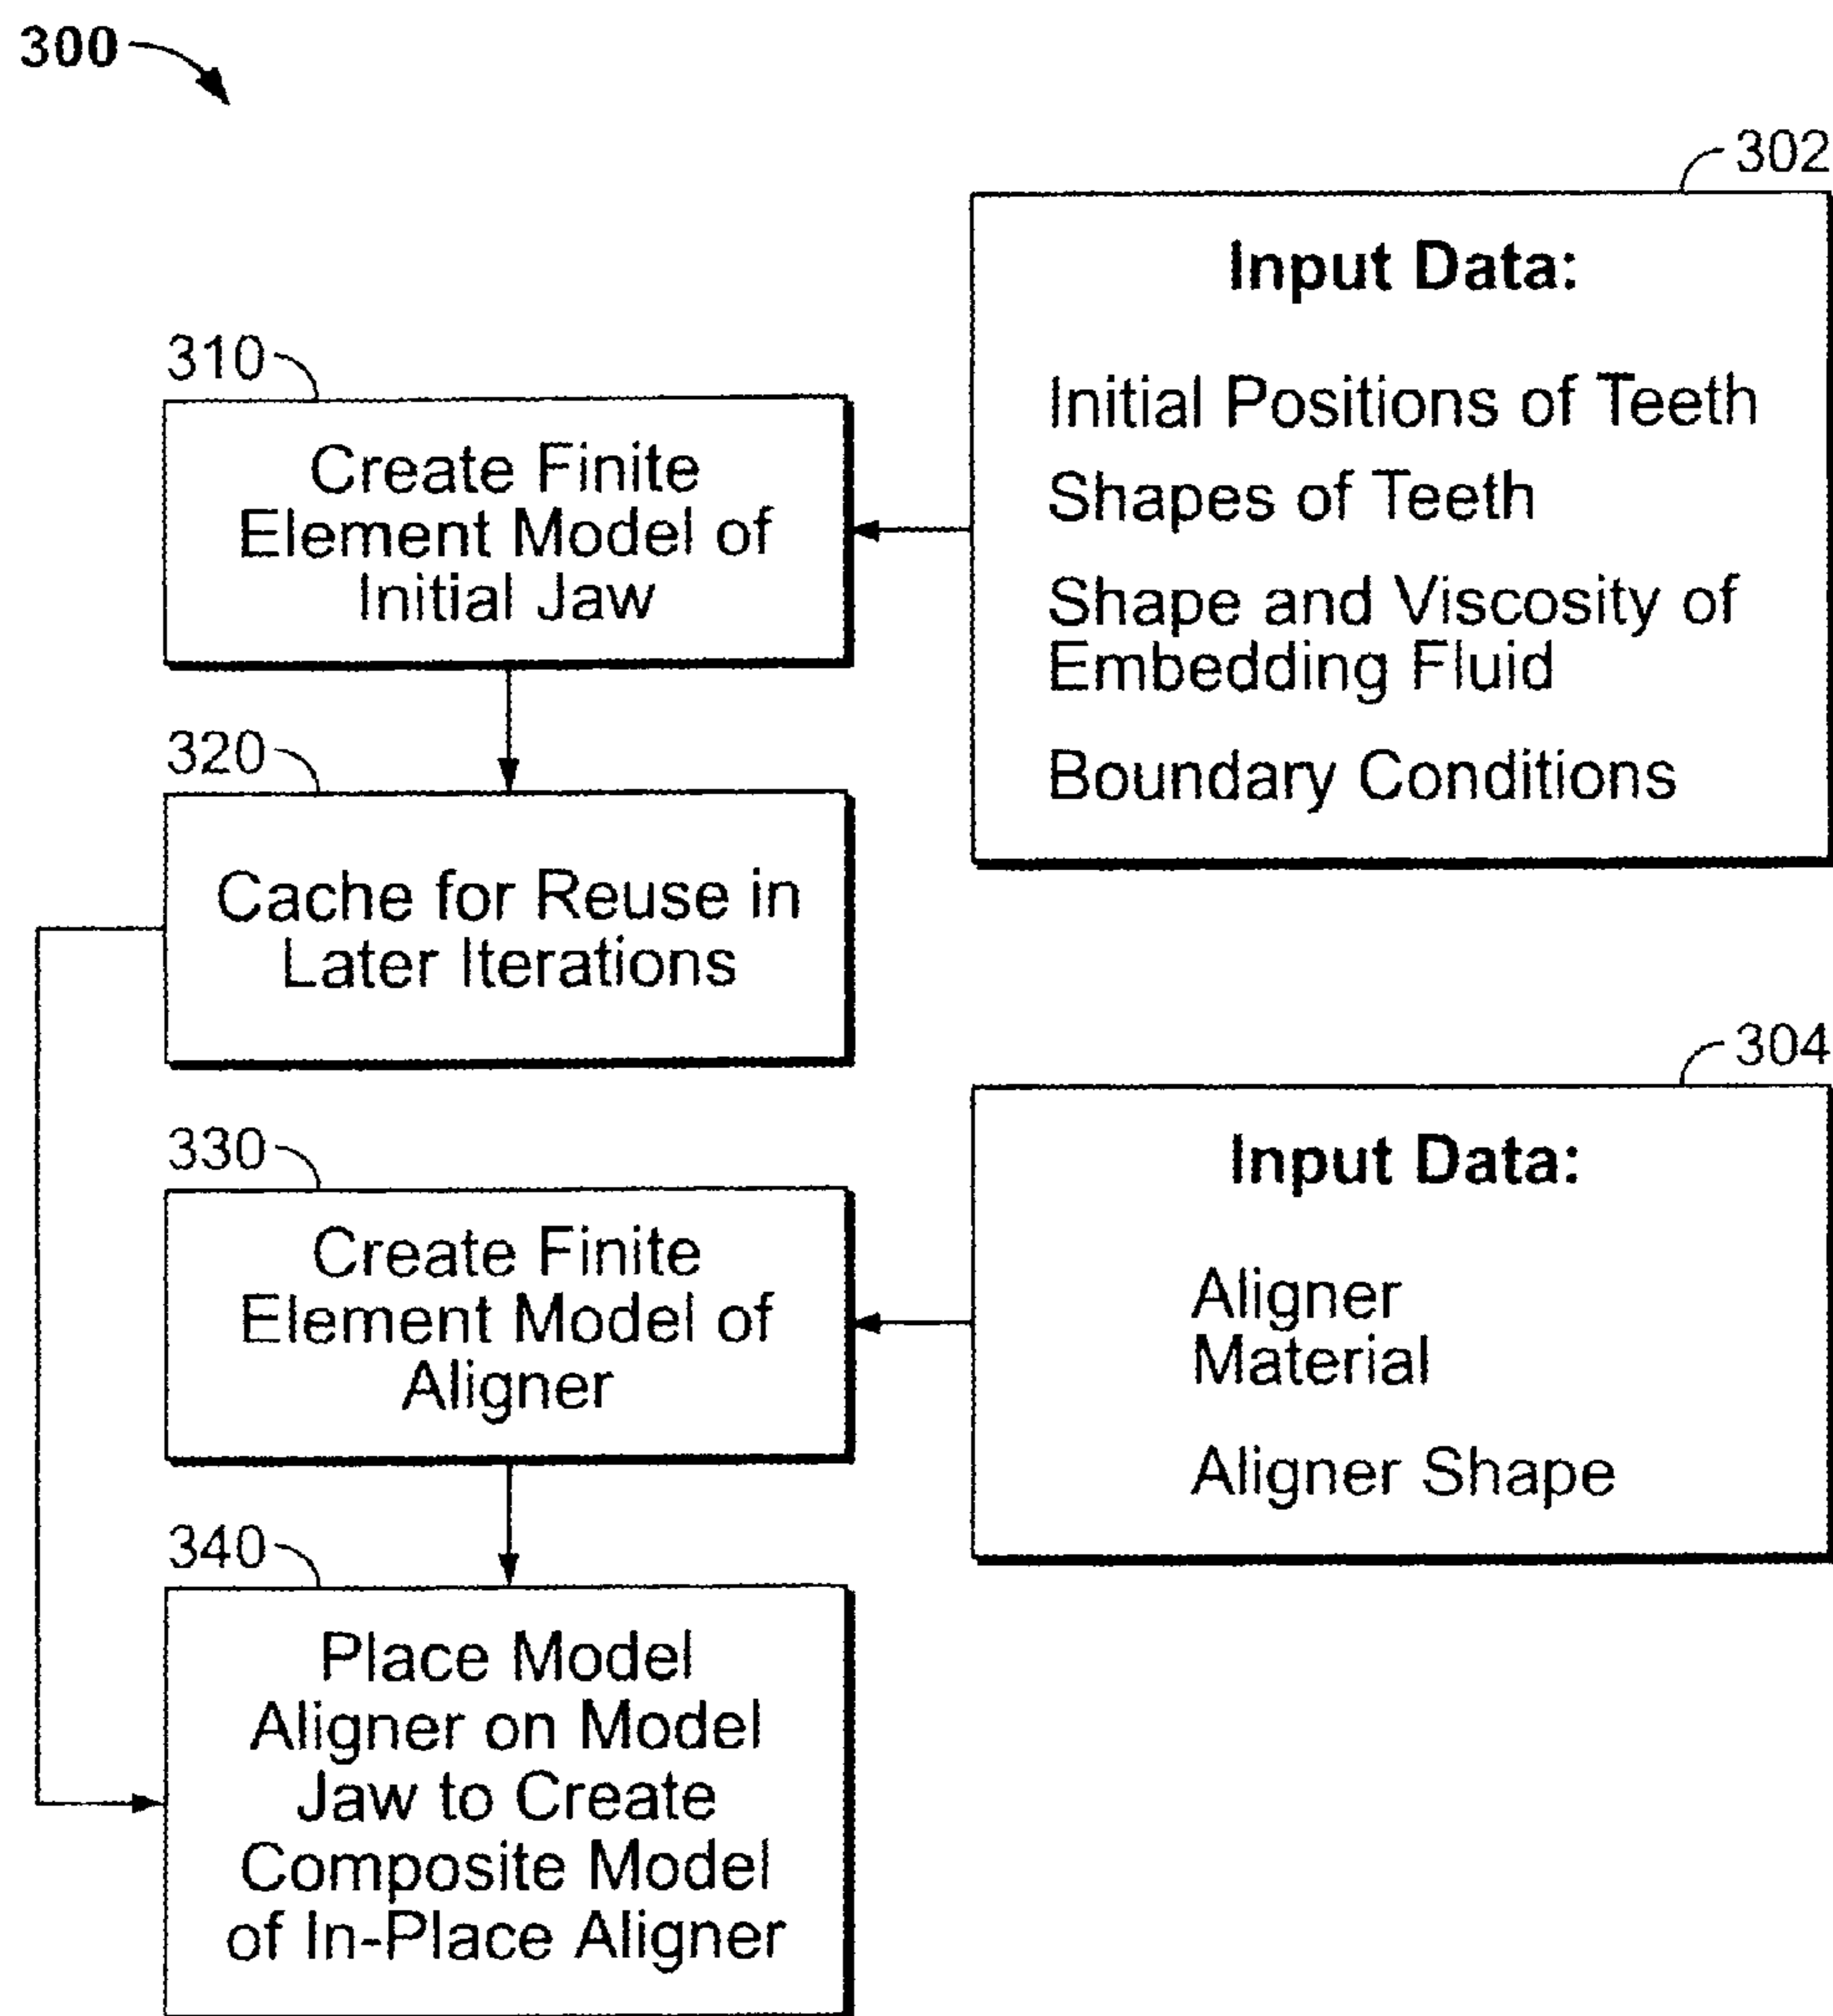 300
302
Input Data:
Initial Positions of Teeth
Shapes of Teeth
Shape and Viscosity of
Embedding Fluid
Boundary Conditions
310
Create Finite
Element Model of
Initial Jaw
320
Cache for Reuse in
Later Iterations
304
Input Data:
Aligner
Material
Aligner Shape
330
Create Finite
Element Model of
Aligner
340
Place Model
Aligner on Model
Jaw to Create
Composite Model
of In-Place Aligner